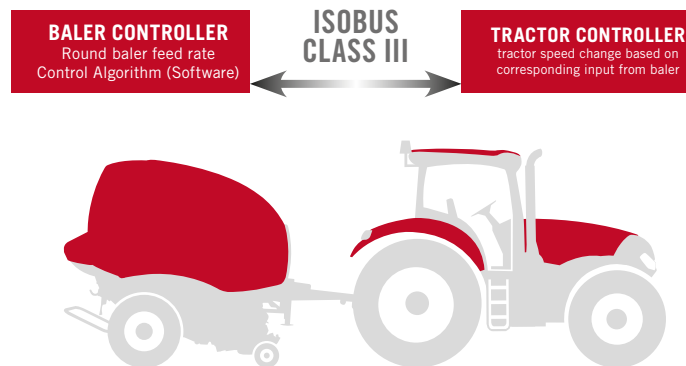 BALER CONTROLLER
Round baler feed rate
Control Algorithm (Software)
ISOBUS
CLASS III
TRACTOR CONTROLLER
tractor speed change based on
corresponding input from baler